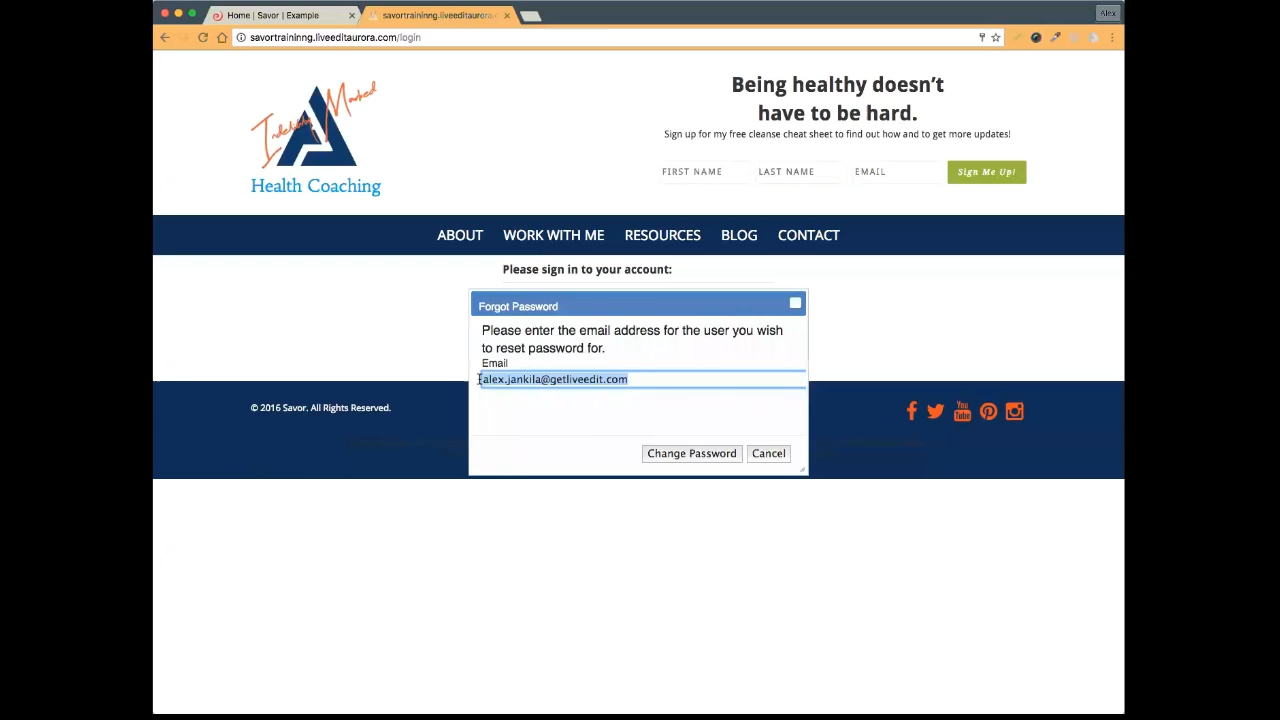 Home | Savor | Example
savortraininng.liveeditaurora.c
Alex
savortraininng.liveeditaurora.com/login
Indelibly Marked
Health Coaching
Being healthy doesn't
have to be hard.
Sign up for my free cleanse cheat sheet to find out how and to get more updates!
FIRST NAME
LAST NAME
EMAIL
Sign Me Up!
ABOUT
WORK WITH ME
RESOURCES
BLOG
CONTACT
Please sign in to your account:
Forgot Password
Please enter the email address for the user you wish
to reset password for.
Email
alex.jankila@getliveedit.com
Change Password
Cancel
© 2016 Savor. All Rights Reserved.
You
Tube